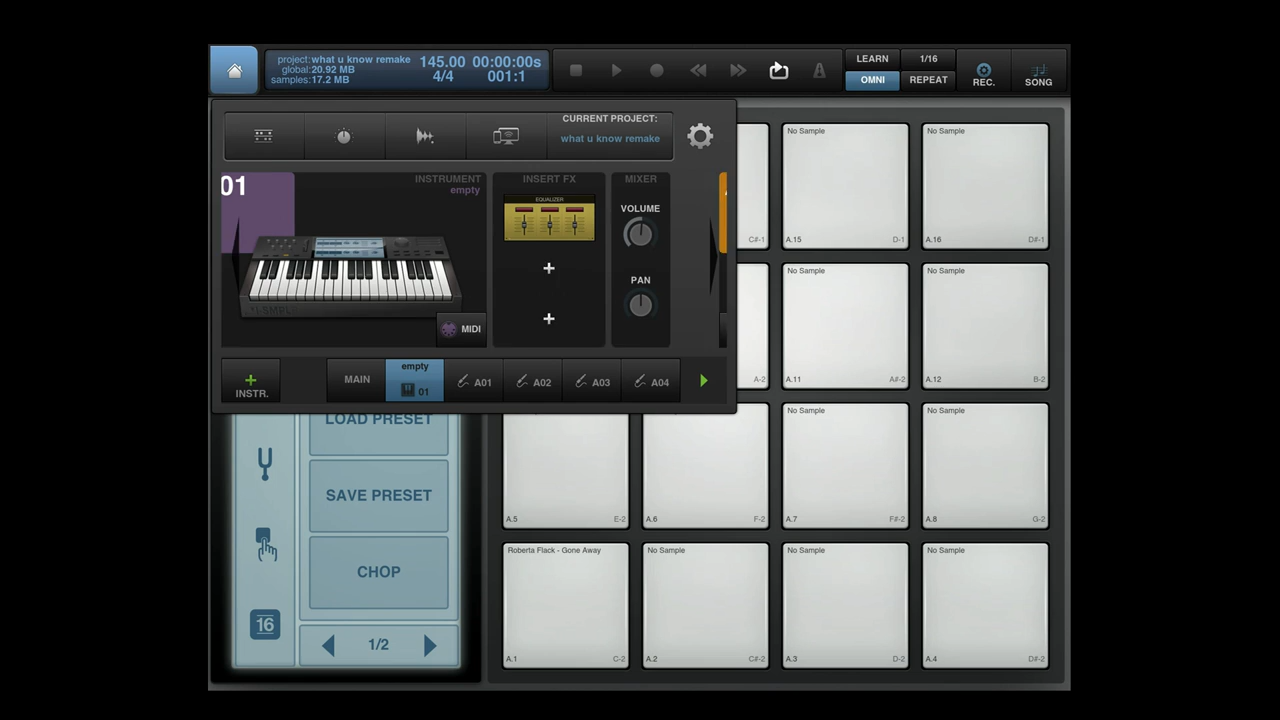 project:what u know remake
global:20.92 MB
samples:17.2 MB
145.00 00:00:00s
4/4 001:1
LEARN
1/16
OMNI
REPEAT
REC.
SONG
CURRENT PROJECT:
what u know remake
01
INSTRUMENT
empty
INSERT FX
EQUALIZER
MIXER
VOLUME
PAN
MIDI
+ INSTR.
MAIN
empty
01
A01
A02
A03
A04
LOAD PRESET
SAVE PRESET
CHOP
16
1/2
C#-1
No Sample
A.15 D-1
No Sample
A.16 D#-1
A-2
No Sample
A.11 A#-2
No Sample
A.12 B-2
A.5 E-2
A.6 F-2
No Sample
A.7 F#-2
No Sample
A.8 G-2
Roberta Flack - Gone Away
A.1 C-2
No Sample
A.2 C#-2
No Sample
A.3 D-2
No Sample
A.4 D#-2